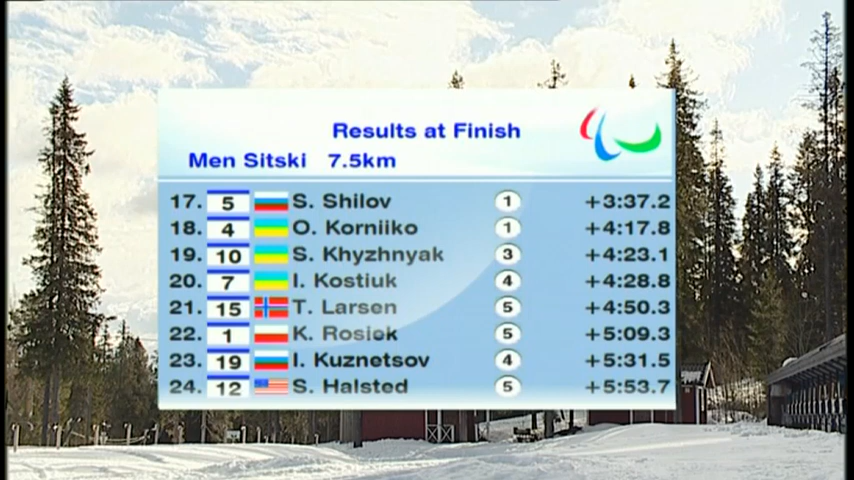 Results at Finish
Men Sitski 7.5km
17. 5 S. Shilov 1 +3:37.2
18. 4 O. Korniiko 1 +4:17.8
19. 10 S. Khyzhnyak 3 +4:23.1
20. 7 I. Kostiuk 4 +4:28.8
21. 15 T. Larsen 5 +4:50.3
22. 1 K. Rosiek 5 +5:09.3
23. 19 I. Kuznetsov 4 +5:31.5
24. 12 S. Halsted 5 +5:53.7